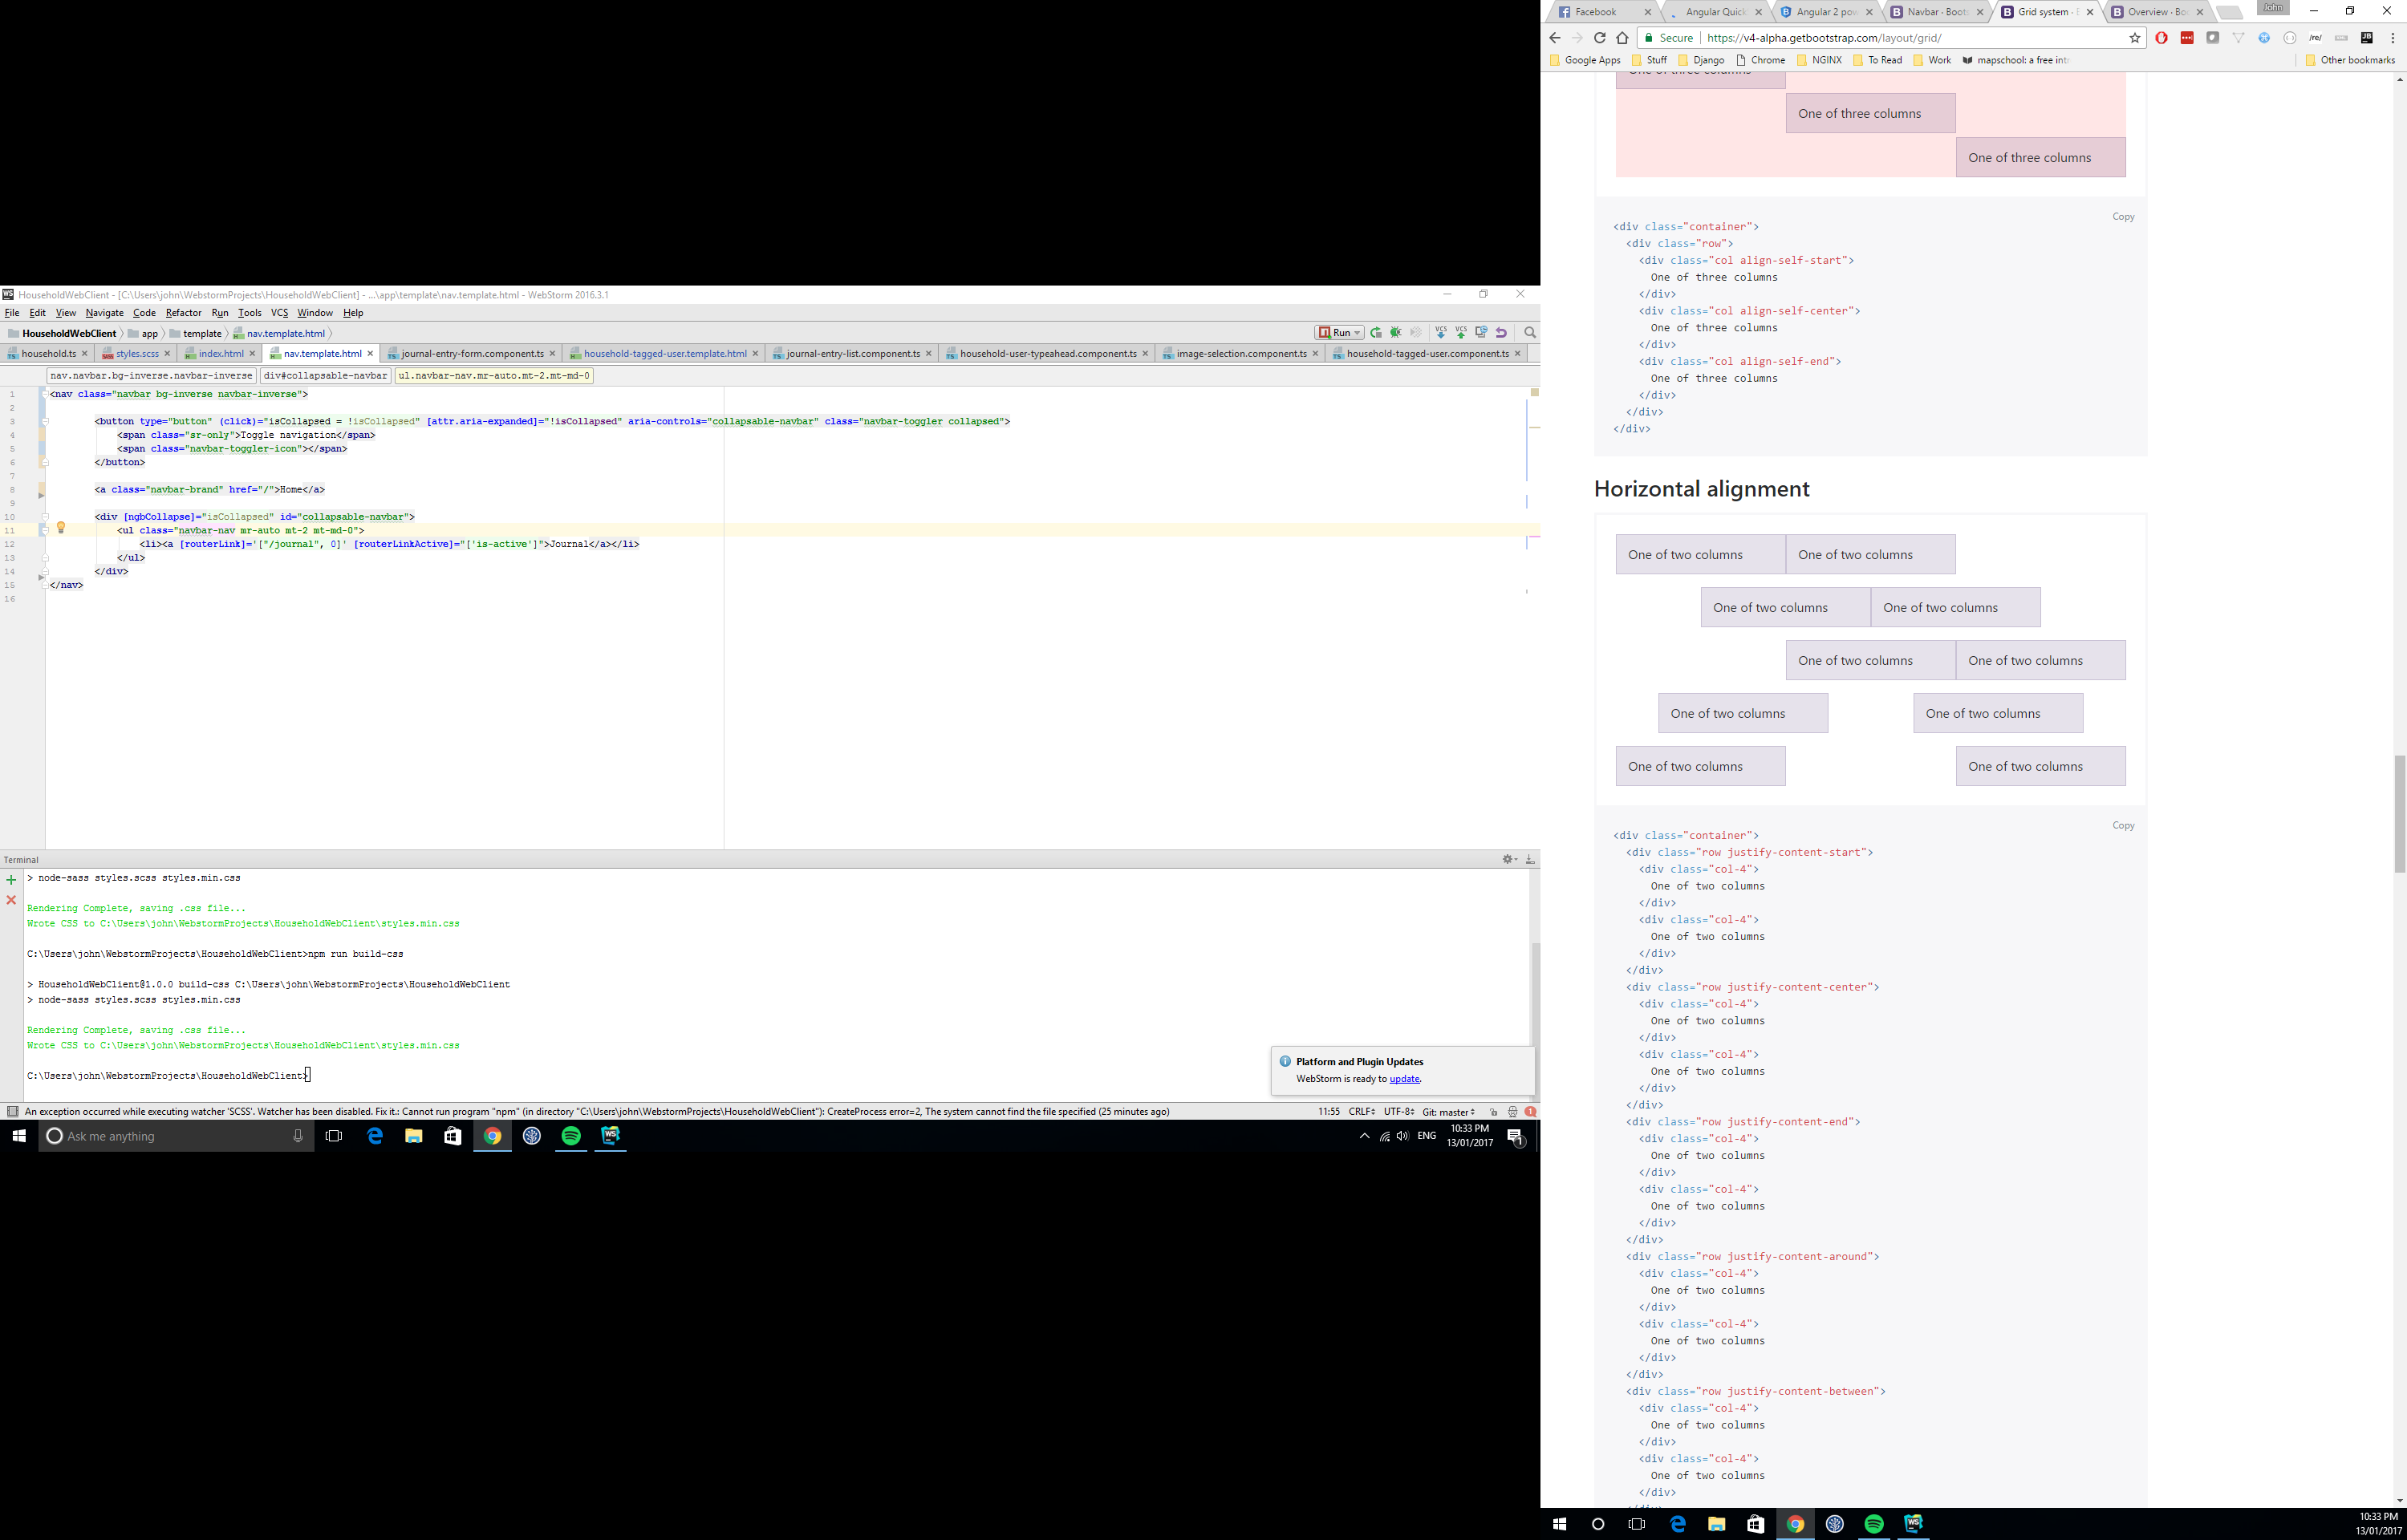 HouseholdWebClient - [C:\Users\john\WebstormProjects\HouseholdWebClient] - ...\app\template\nav.template.html - WebStorm 2016.3.1
File Edit View Navigate Code Refactor Run Tools VCS Window Help
HouseholdWebClient app template nav.template.html Run
household.ts styles.scss index.html nav.template.html journal-entry-form.component.ts household-tagged-user.template.html journal-entry-list.component.ts household-user-typeahead.component.ts image-selection.component.ts household-tagged-user.component.ts
nav.navbar.bg-inverse.navbar-inverse div#collapsable-navbar ul.navbar-nav.mr-auto.mt-2.mt-md-0
1 <nav class="navbar bg-inverse navbar-inverse">
2
3 <button type="button" (click)="isCollapsed = !isCollapsed" [attr.aria-expanded]="!isCollapsed" aria-controls="collapsable-navbar" class="navbar-toggler collapsed">
4 <span class="sr-only">Toggle navigation</span>
5 <span class="navbar-toggler-icon"></span>
6 </button>
7
8 <a class="navbar-brand" href="/">Home</a>
9
10 <div [ngbCollapse]="isCollapsed" id="collapsable-navbar">
11 <ul class="navbar-nav mr-auto mt-2 mt-md-0">
12 <li><a [routerLink]='["/journal", 0]' [routerLinkActive]="['is-active']">Journal</a></li>
13 </ul>
14 </div>
15 </nav>
16
Terminal
> node-sass styles.scss styles.min.css
Rendering Complete, saving .css file...
Wrote CSS to C:\Users\john\WebstormProjects\HouseholdWebClient\styles.min.css
C:\Users\john\WebstormProjects\HouseholdWebClient>npm run build-css
> HouseholdWebClient@1.0.0 build-css C:\Users\john\WebstormProjects\HouseholdWebClient
> node-sass styles.scss styles.min.css
Rendering Complete, saving .css file...
Wrote CSS to C:\Users\john\WebstormProjects\HouseholdWebClient\styles.min.css
C:\Users\john\WebstormProjects\HouseholdWebClient>
Platform and Plugin Updates
WebStorm is ready to update.
An exception occurred while executing watcher 'SCSS'. Watcher has been disabled. Fix it.: Cannot run program "npm" (in directory "C:\Users\john\WebstormProjects\HouseholdWebClient"): CreateProcess error=2, The system cannot find the file specified (25 minutes ago) 11:55 CRLF UTF-8 Git: master
Ask me anything ENG 10:33 PM
13/01/2017
Facebook Angular Quick Angular 2 pow Navbar · Boots Grid system · Overview · Bo John
Secure https://v4-alpha.getbootstrap.com/layout/grid/
Google Apps Stuff Django Chrome NGINX To Read Work mapschool: a free intr Other bookmarks
One of three columns
One of three columns
One of three columns
Copy
<div class="container">
<div class="row">
<div class="col align-self-start">
One of three columns
</div>
<div class="col align-self-center">
One of three columns
</div>
<div class="col align-self-end">
One of three columns
</div>
</div>
</div>
Horizontal alignment
One of two columns One of two columns
One of two columns One of two columns
One of two columns One of two columns
One of two columns One of two columns
One of two columns One of two columns
Copy
<div class="container">
<div class="row justify-content-start">
<div class="col-4">
One of two columns
</div>
<div class="col-4">
One of two columns
</div>
</div>
<div class="row justify-content-center">
<div class="col-4">
One of two columns
</div>
<div class="col-4">
One of two columns
</div>
</div>
<div class="row justify-content-end">
<div class="col-4">
One of two columns
</div>
<div class="col-4">
One of two columns
</div>
</div>
<div class="row justify-content-around">
<div class="col-4">
One of two columns
</div>
<div class="col-4">
One of two columns
</div>
</div>
<div class="row justify-content-between">
<div class="col-4">
One of two columns
</div>
<div class="col-4">
One of two columns
</div>
</div>
10:33 PM
13/01/2017